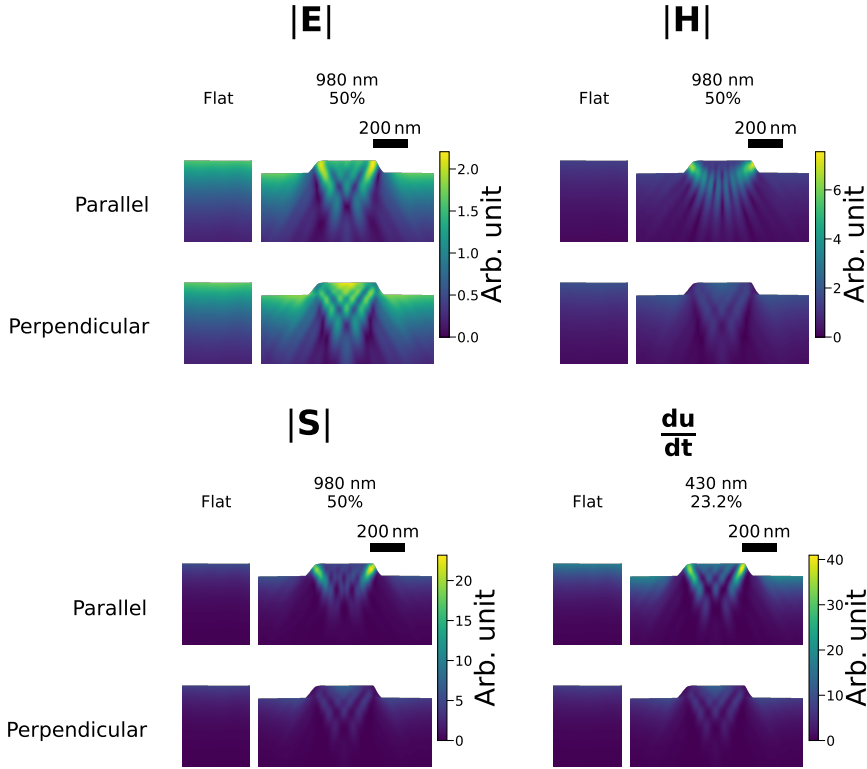 |E|
|H|
980 nm
50%
Flat
200 nm
980 nm
50%
Flat
200 nm
Parallel
Perpendicular
2.0
1.5
1.0
0.5
0.0
Arb. unit
6
4
2
0
Arb. unit
|S|
du
dt
980 nm
50%
Flat
200 nm
430 nm
23.2%
Flat
200 nm
Parallel
Perpendicular
20
15
10
5
0
Arb. unit
40
30
20
10
0
Arb. unit